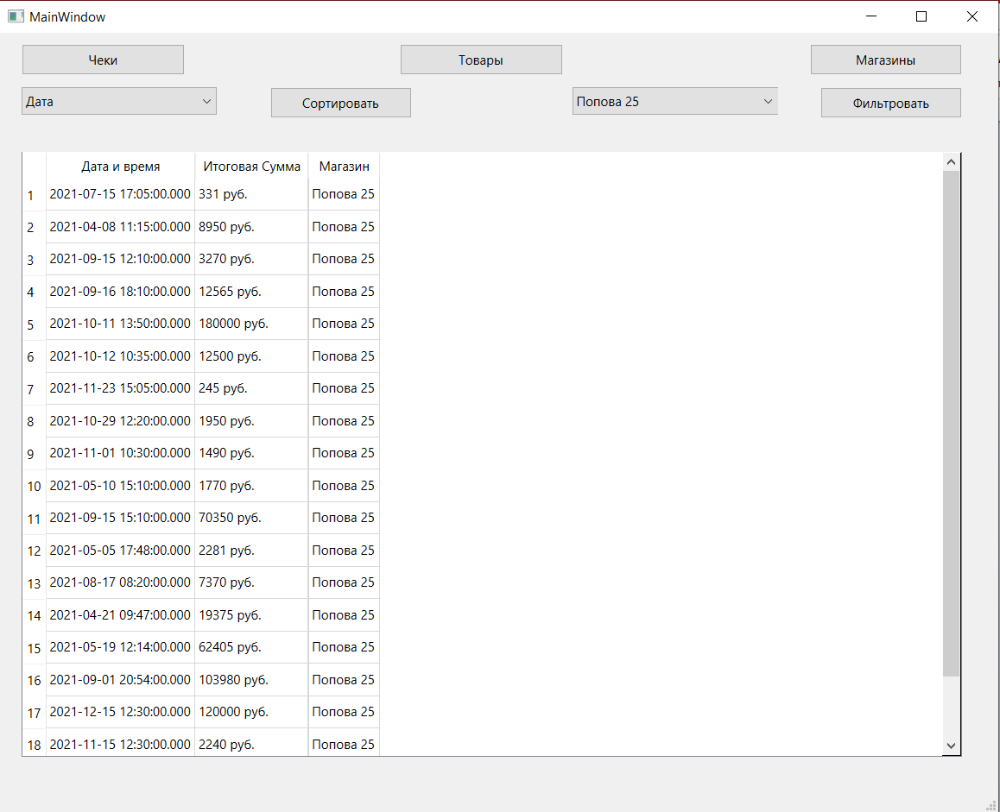 MainWindow
Чеки Товары Магазины
Дата Сортировать Попова 25 Фильтровать
Дата и время Итоговая Сумма Магазин
1 2021-07-15 17:05:00.000 331 руб. Попова 25
2 2021-04-08 11:15:00.000 8950 руб. Попова 25
3 2021-09-15 12:10:00.000 3270 руб. Попова 25
4 2021-09-16 18:10:00.000 12565 руб. Попова 25
5 2021-10-11 13:50:00.000 180000 руб. Попова 25
6 2021-10-12 10:35:00.000 12500 руб. Попова 25
7 2021-11-23 15:05:00.000 245 руб. Попова 25
8 2021-10-29 12:20:00.000 1950 руб. Попова 25
9 2021-11-01 10:30:00.000 1490 руб. Попова 25
10 2021-05-10 15:10:00.000 1770 руб. Попова 25
11 2021-09-15 15:10:00.000 70350 руб. Попова 25
12 2021-05-05 17:48:00.000 2281 руб. Попова 25
13 2021-08-17 08:20:00.000 7370 руб. Попова 25
14 2021-04-21 09:47:00.000 19375 руб. Попова 25
15 2021-05-19 12:14:00.000 62405 руб. Попова 25
16 2021-09-01 20:54:00.000 103980 руб. Попова 25
17 2021-12-15 12:30:00.000 120000 руб. Попова 25
18 2021-11-15 12:30:00.000 2240 руб. Попова 25